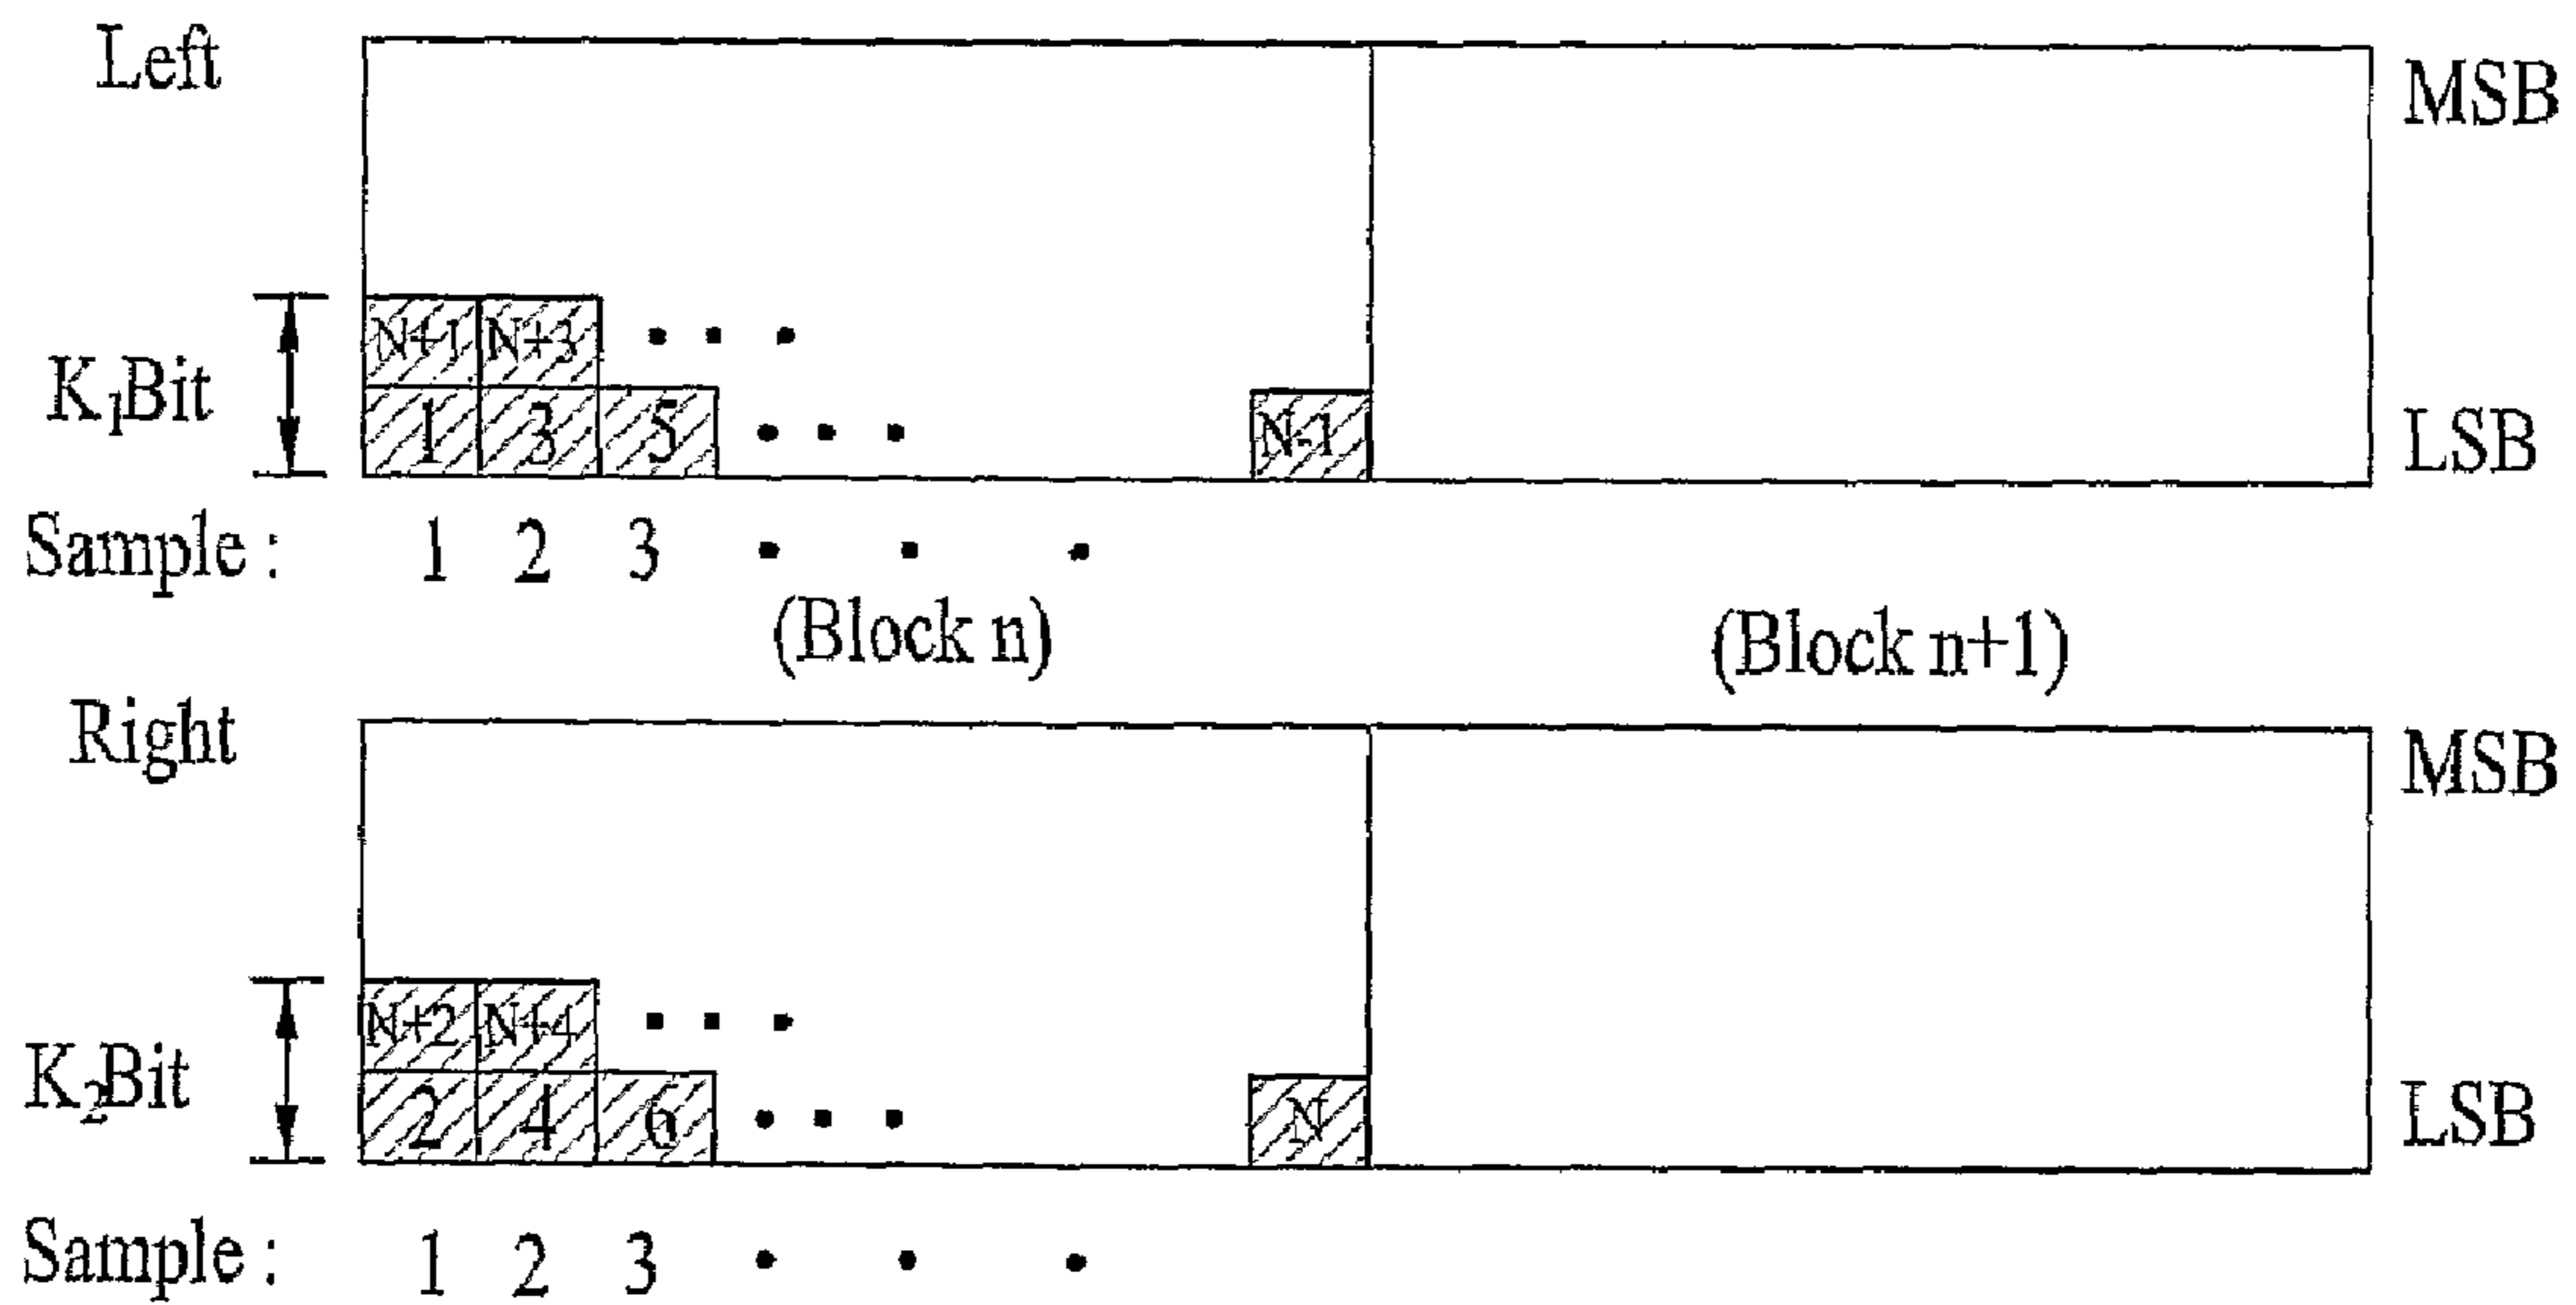 Left
MSB
N+1 N+3 . . .
K₁Bit
1 3 5 . . . N-1
LSB
Sample : 1 2 3 . . .
(Block n)
(Block n+1)
Right
MSB
N+2 N+4 . . .
K₂Bit
2 4 6 . . . N
LSB
Sample : 1 2 3 . . .